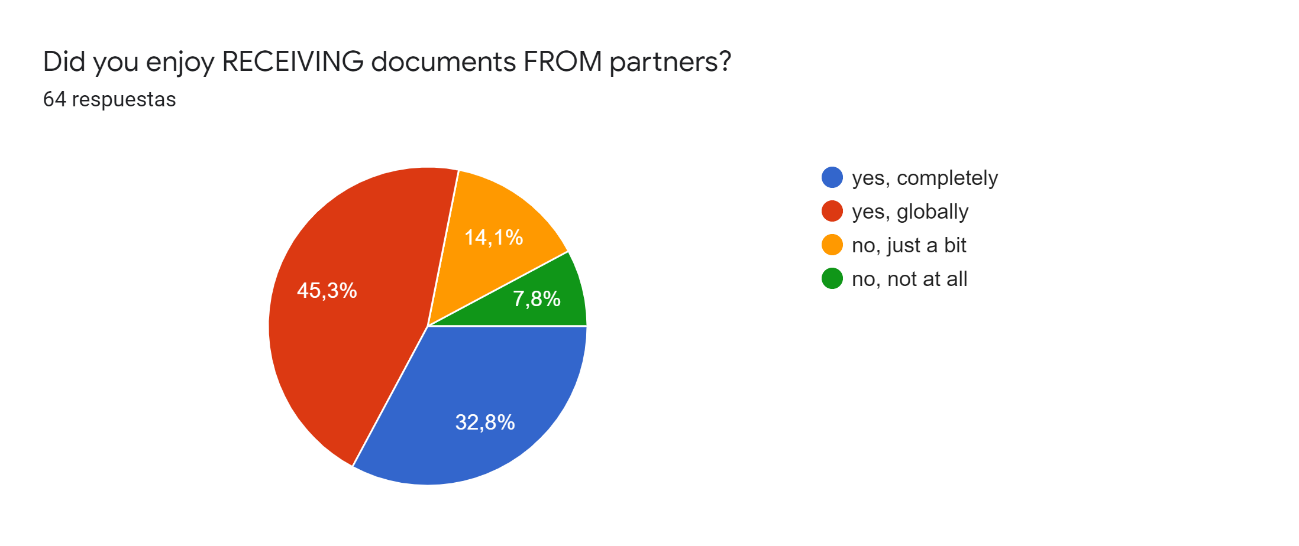 Did you enjoy RECEIVING documents FROM partners?
64 respuestas
yes, completely
yes, globally
no, just a bit
no, not at all
14,1%
45,3%
7,8%
32,8%